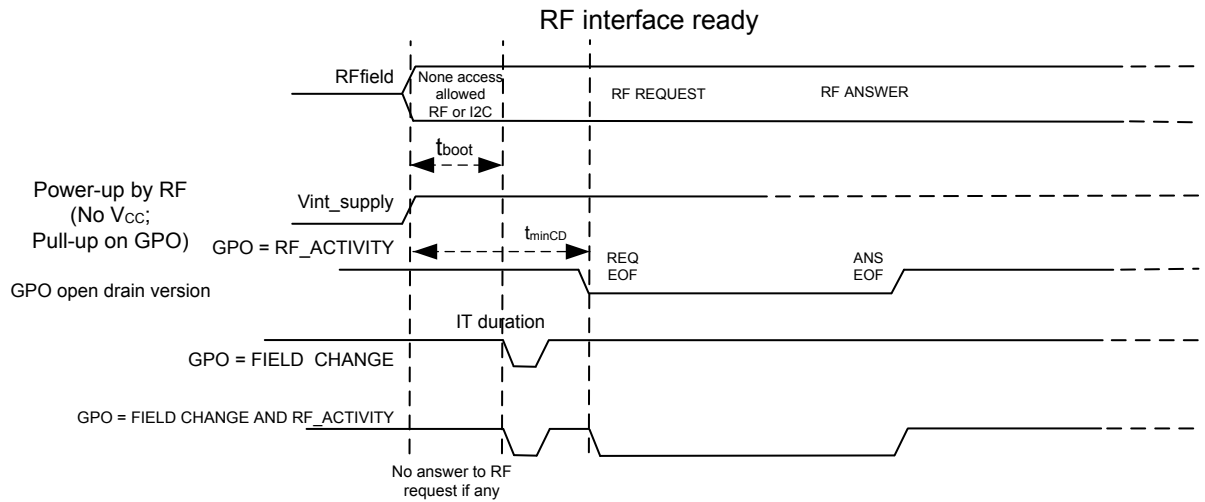 RF interface ready
RFfield
None access
allowed
RF or I2C
RF REQUEST
RF ANSWER
tboot
Power-up by RF
(No VCC;
Pull-up on GPO)
Vint_supply
GPO = RF_ACTIVITY
tminCD
REQ
EOF
ANS
EOF
GPO open drain version
IT duration
GPO = FIELD CHANGE
GPO = FIELD CHANGE AND RF_ACTIVITY
No answer to RF
request if any